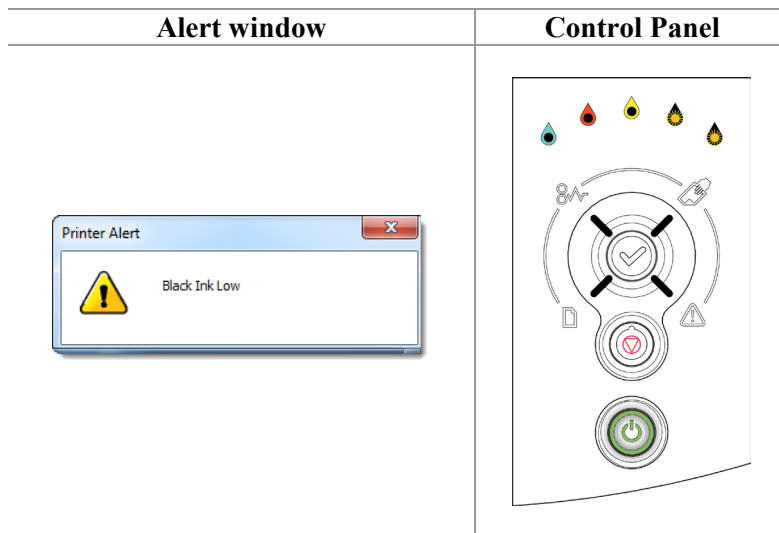 Alert window
Control Panel
Printer Alert
Black Ink Low